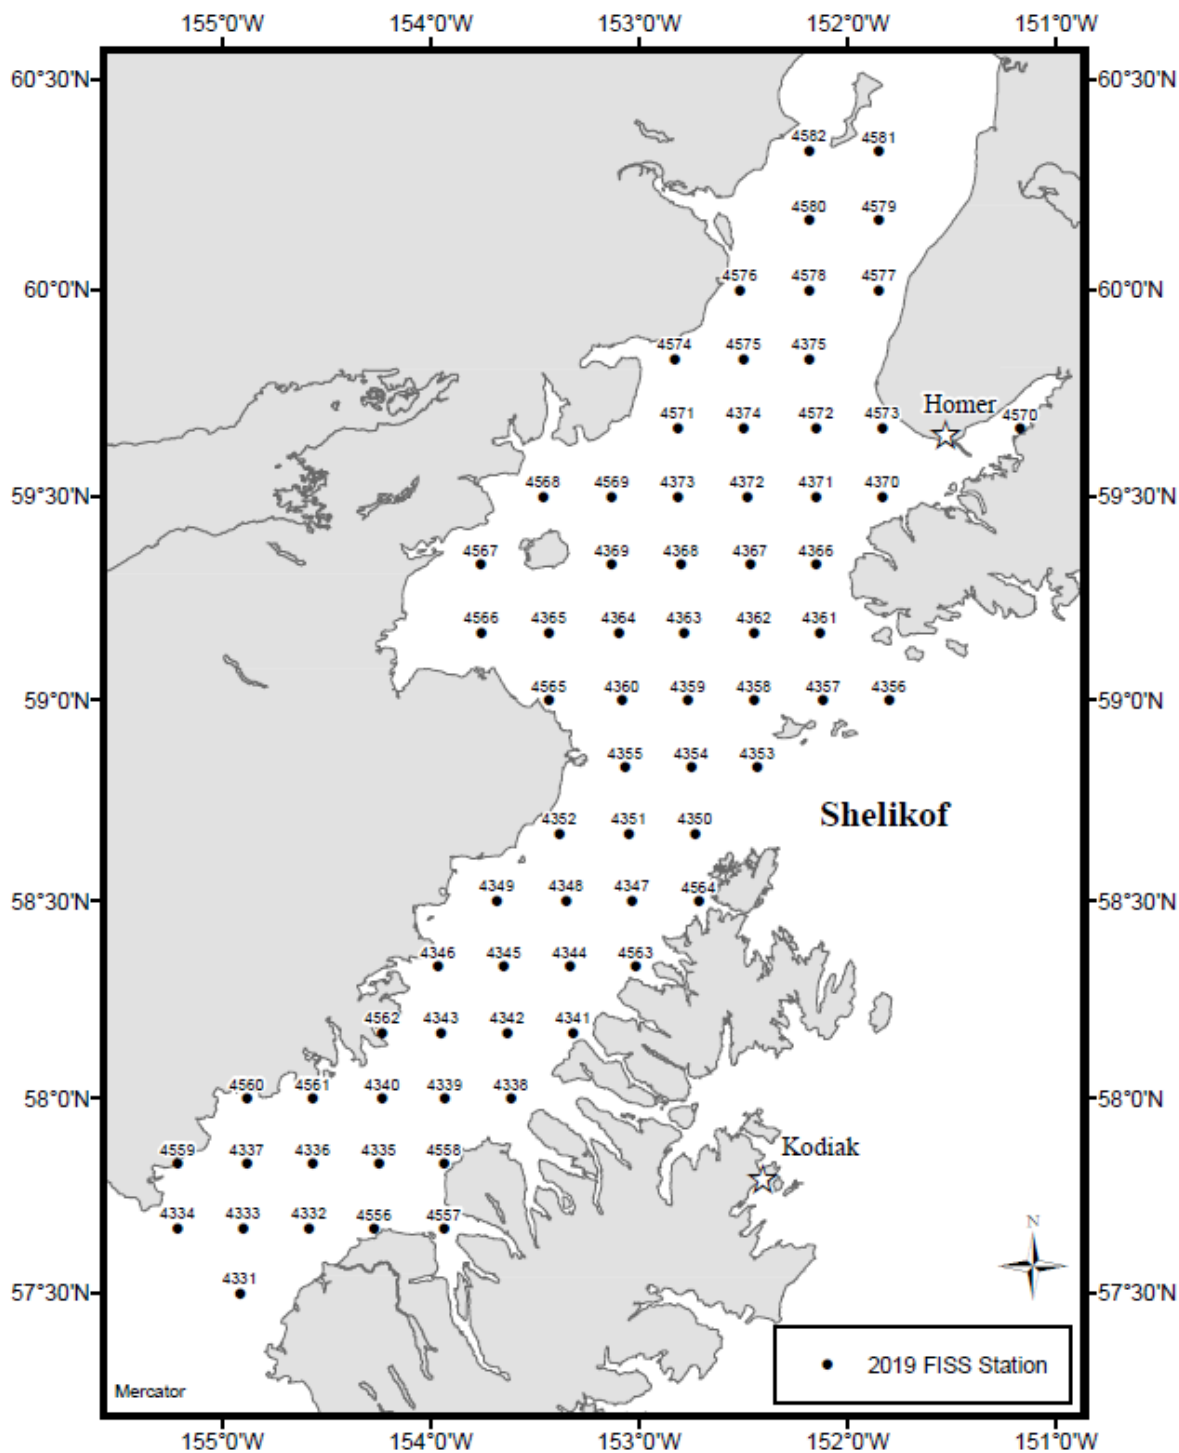 155°0'W 154°0'W 153°0'W 152°0'W 151°0'W
60°30'N 60°30'N
4582 4581
4580 4579
4576 4578 4577
60°0'N 60°0'N
4574 4575 4375
Homer
4571 4374 4572 4573 4570
4568 4569 4373 4372 4371 4370
59°30'N 59°30'N
4567 4369 4368 4367 4366
4566 4365 4364 4363 4362 4361
4565 4360 4359 4358 4357 4356
59°0'N 59°0'N
4355 4354 4353
Shelikof
4352 4351 4350
4349 4348 4347 4564
58°30'N 58°30'N
4346 4345 4344 4563
4562 4343 4342 4341
4560 4561 4340 4339 4338
58°0'N 58°0'N
Kodiak
4559 4337 4336 4335 4558
4334 4333 4332 4556 4557
N
4331
57°30'N 57°30'N
2019 FISS Station
Mercator
155°0'W 154°0'W 153°0'W 152°0'W 151°0'W